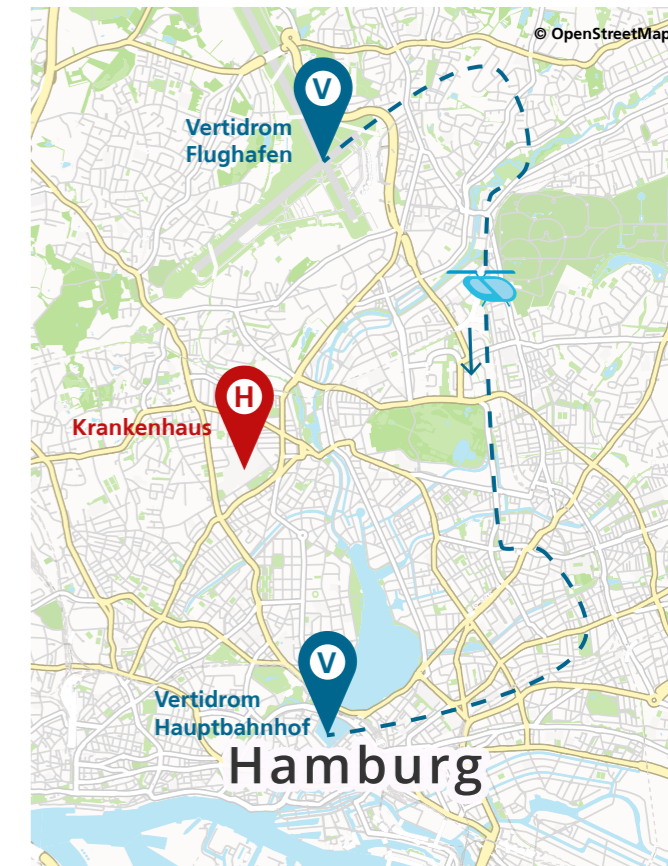 © OpenStreetMap
V
Vertidrom
Flughafen
H
Krankenhaus
V
Vertidrom
Hauptbahnhof
Hamburg